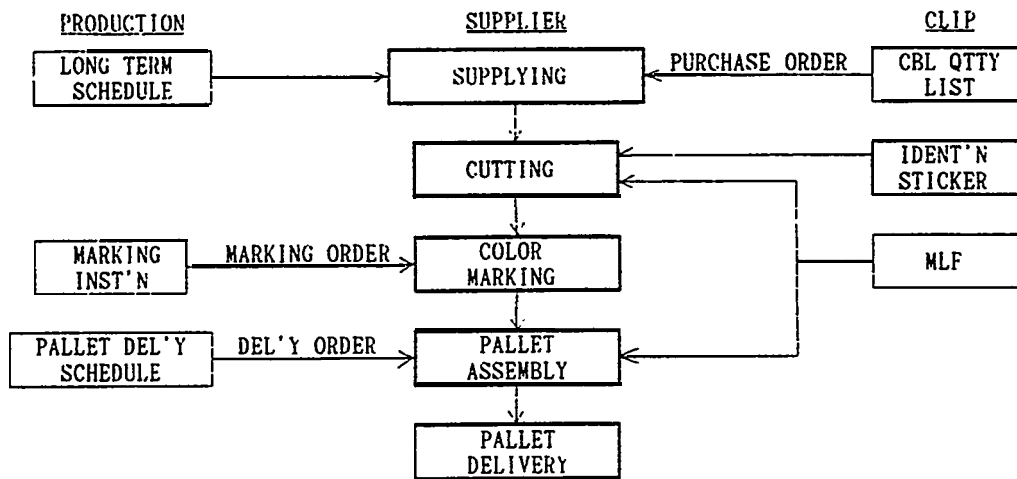 PRODUCTION
SUPPLIER
CLIP
LONG TERM
SCHEDULE
SUPPLYING
PURCHASE ORDER
CBL QTTY
LIST
CUTTING
IDENT'N
STICKER
MARKING
INST'N
MARKING ORDER
COLOR
MARKING
MLF
PALLET DEL'Y
SCHEDULE
DEL'Y ORDER
PALLET
ASSEMBLY
PALLET
DELIVERY